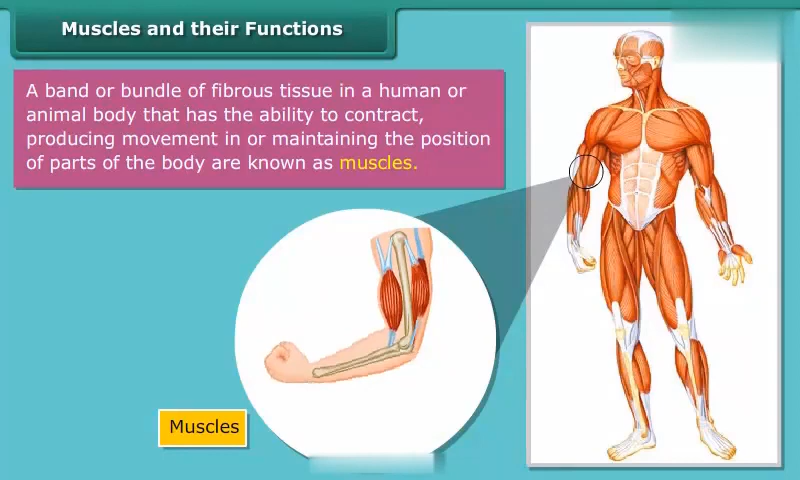 Muscles and their Functions
A band or bundle of fibrous tissue in a human or
animal body that has the ability to contract,
producing movement in or maintaining the position
of parts of the body are known as muscles.
Muscles